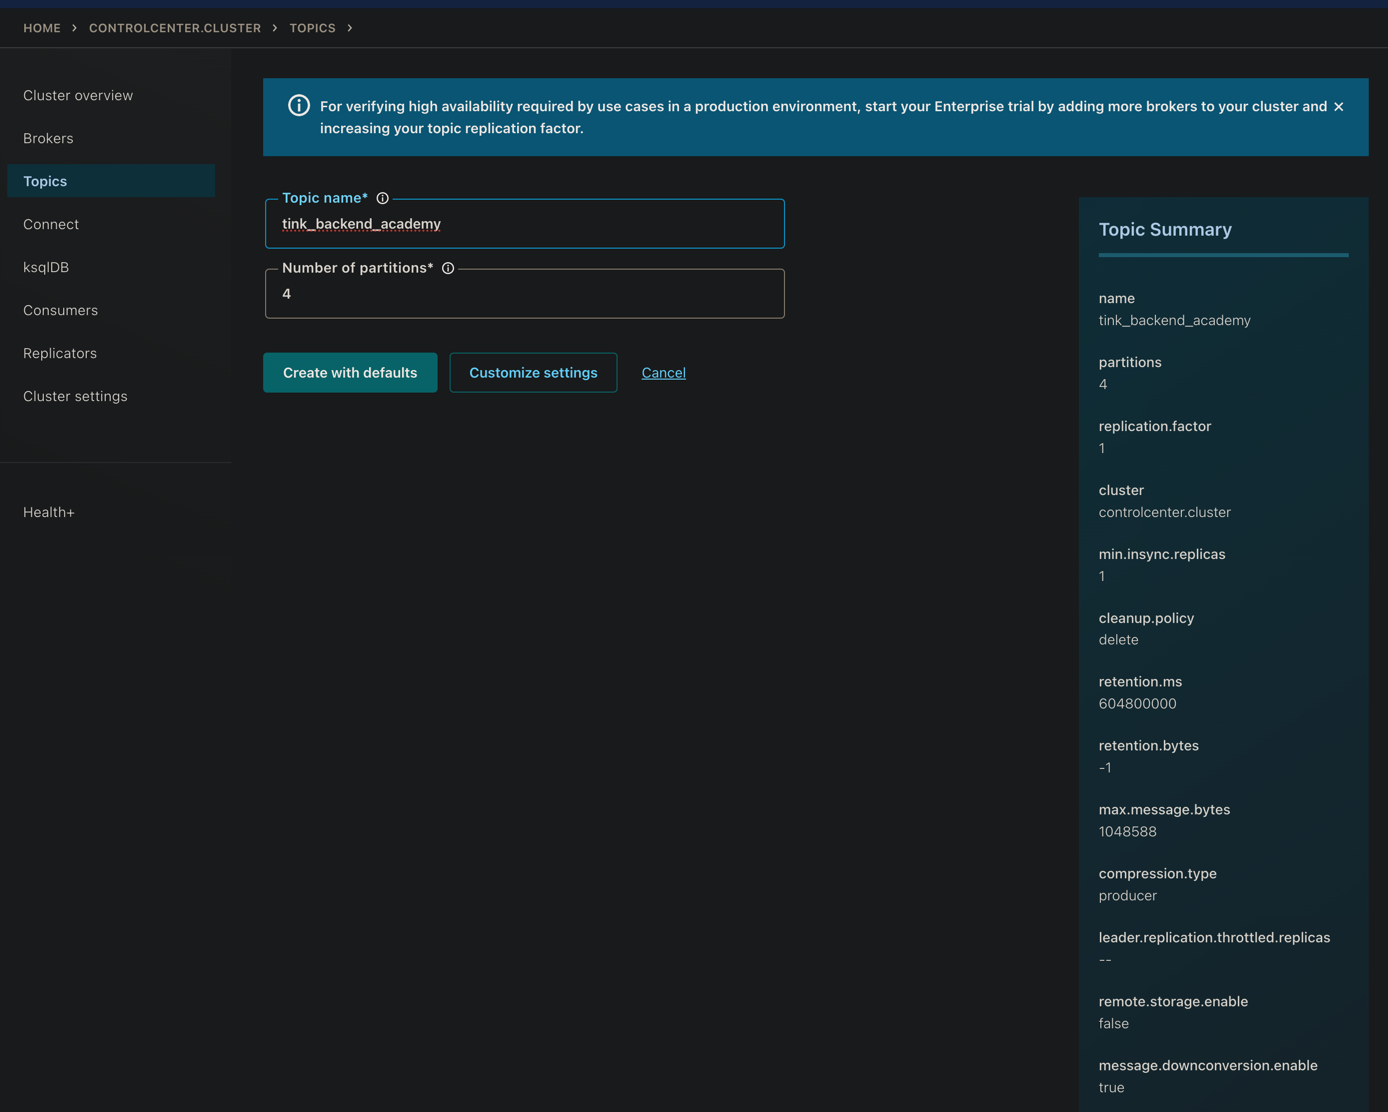 HOME > CONTROLCENTER.CLUSTER > TOPICS >
Cluster overview
Brokers
Topics
Connect
ksqlDB
Consumers
Replicators
Cluster settings
Health+
For verifying high availability required by use cases in a production environment, start your Enterprise trial by adding more brokers to your cluster and
increasing your topic replication factor.
Topic name*
tink_backend_academy
Number of partitions*
4
Create with defaults
Customize settings
Cancel
Topic Summary
name
tink_backend_academy
partitions
4
replication.factor
1
cluster
controlcenter.cluster
min.insync.replicas
1
cleanup.policy
delete
retention.ms
604800000
retention.bytes
-1
max.message.bytes
1048588
compression.type
producer
leader.replication.throttled.replicas
--
remote.storage.enable
false
message.downconversion.enable
true